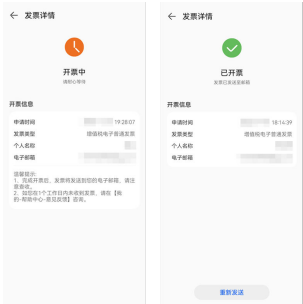 ← 发票详情
开票中
请耐心等待
开票信息
申请时间 19:28:07
发票类型 增值税电子普通发票
个人名称
电子邮箱
温馨提示:
1、完成开票后，发票将发送到您的电子邮箱，请注
意查收。
2、如您在1个工作日内未收到发票，请在【我
的-帮助中心-意见反馈】咨询。
← 发票详情
已开票
发票已发送至邮箱
开票信息
申请时间 18:14:39
发票类型 增值税电子普通发票
个人名称
电子邮箱
重新发送